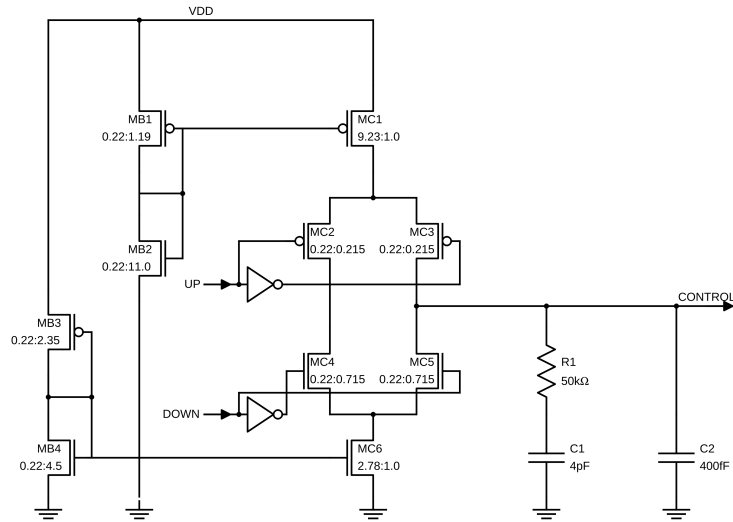 VDD
MB1
0.22:1.19
MC1
9.23:1.0
MB2
0.22:11.0
MC2
0.22:0.215
MC3
0.22:0.215
UP
CONTROL
MB3
0.22:2.35
MC4
0.22:0.715
MC5
0.22:0.715
R1
50kΩ
DOWN
MB4
0.22:4.5
MC6
2.78:1.0
C1
4pF
C2
400fF